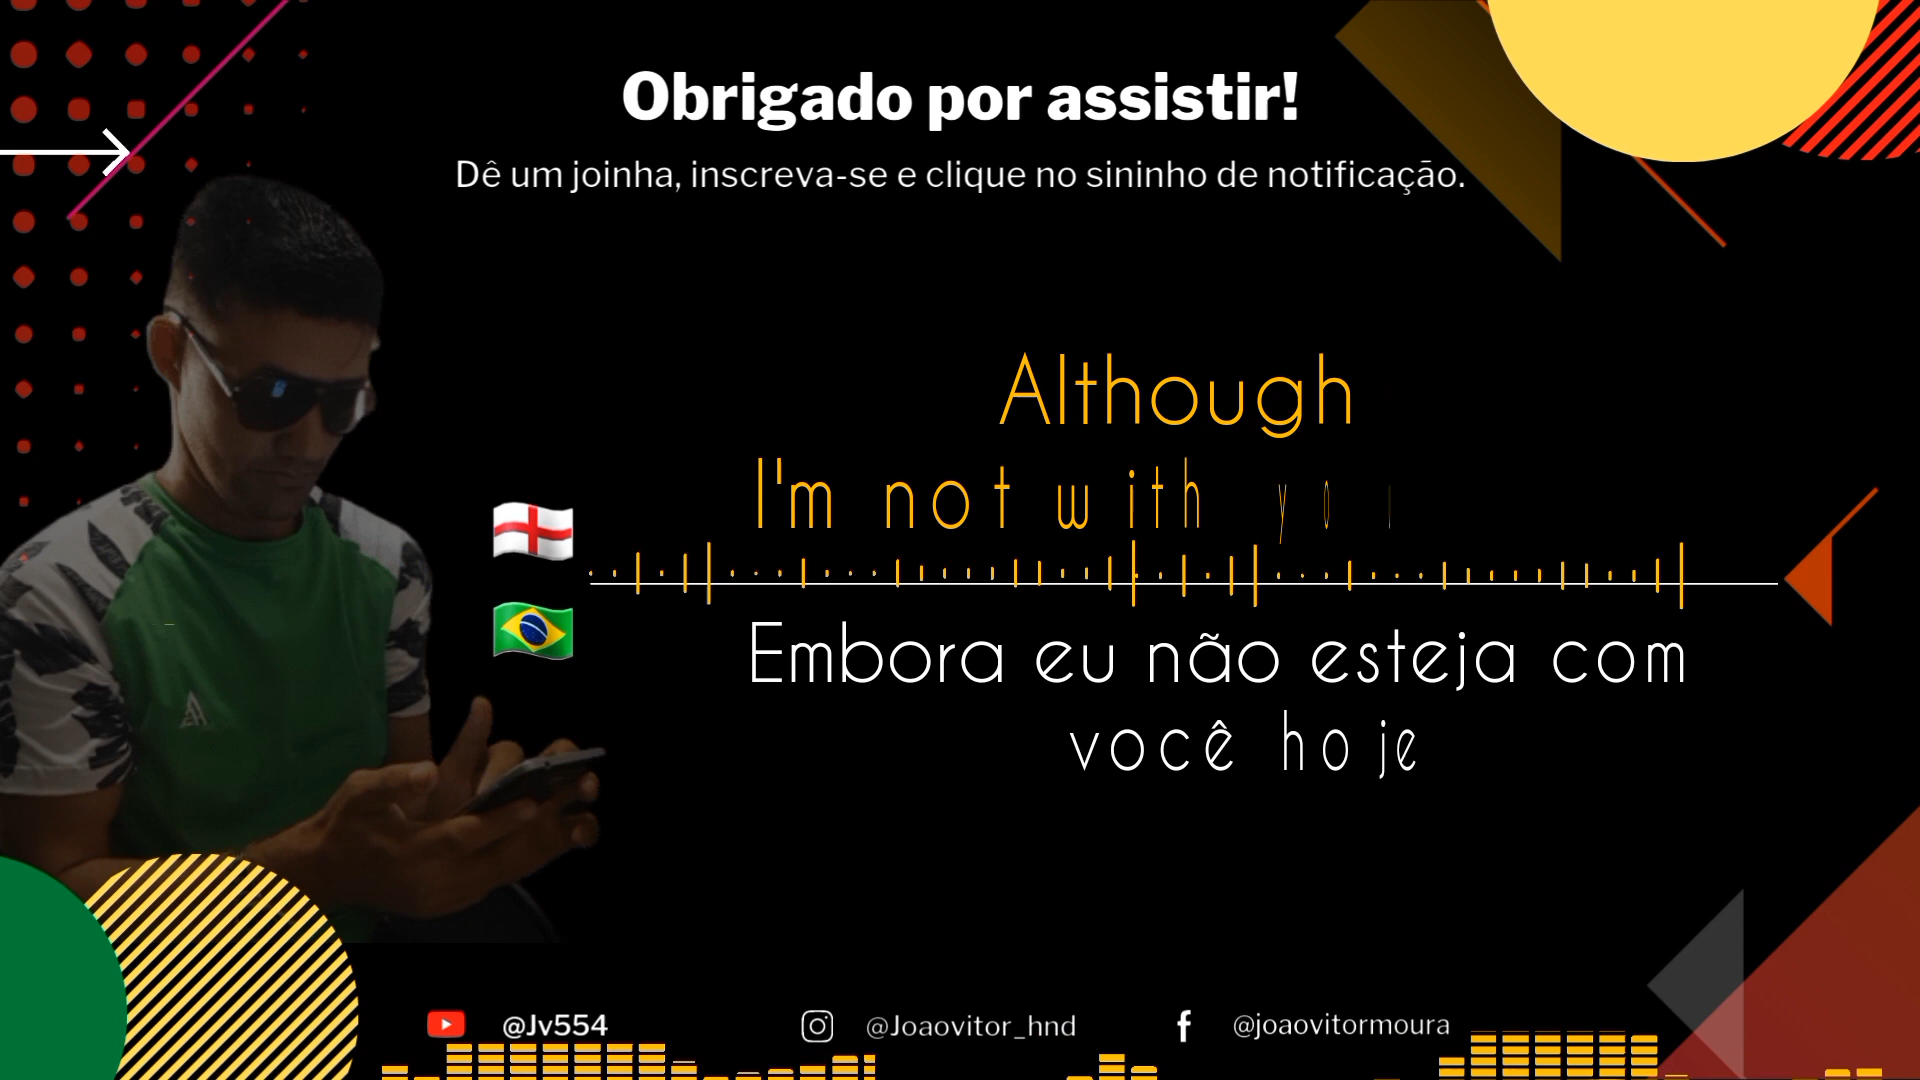 Obrigado por assistir!
Dê um joinha, inscreva-se e clique no sininho de notificação.
Although
I'm not with
Embora eu não esteja com
você hoje
@Jv554 @Joaovitor_hnd @joaovitormoura